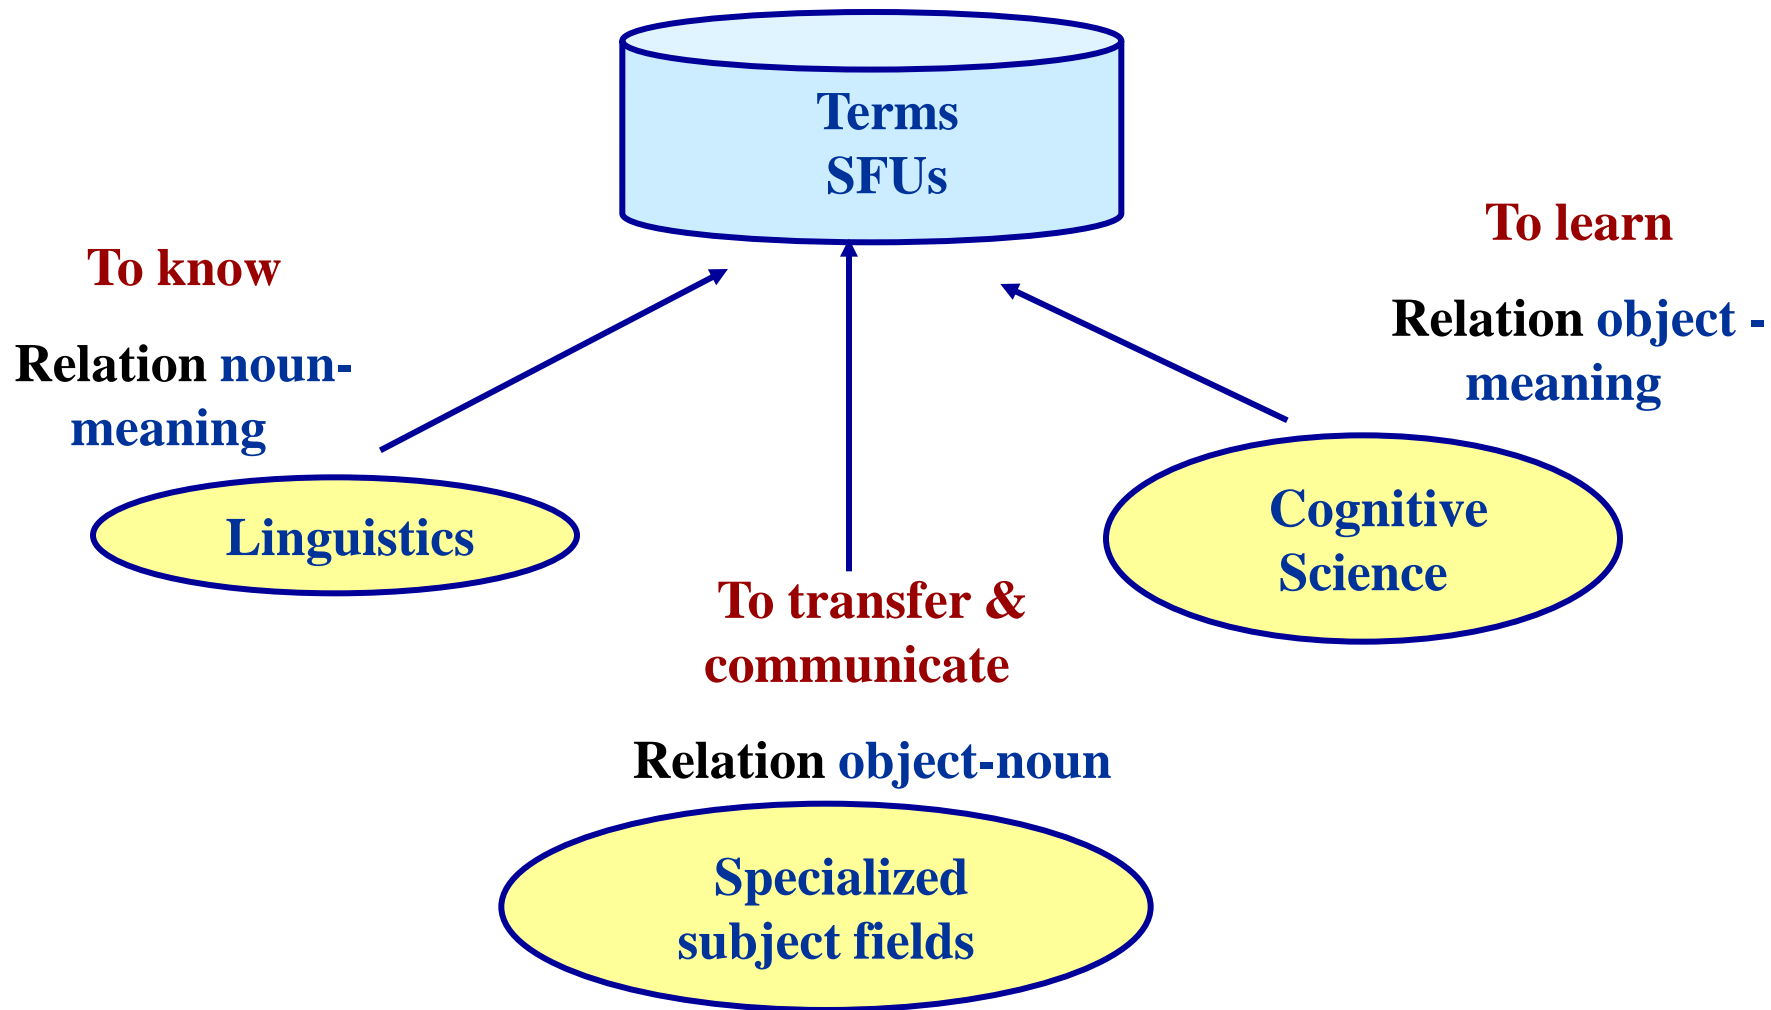 Terms
SFUs
To know
Relation noun-
meaning
Linguistics
To learn
Relation object -
meaning
Cognitive
Science
To transfer &
communicate
Relation object-noun
Specialized
subject fields